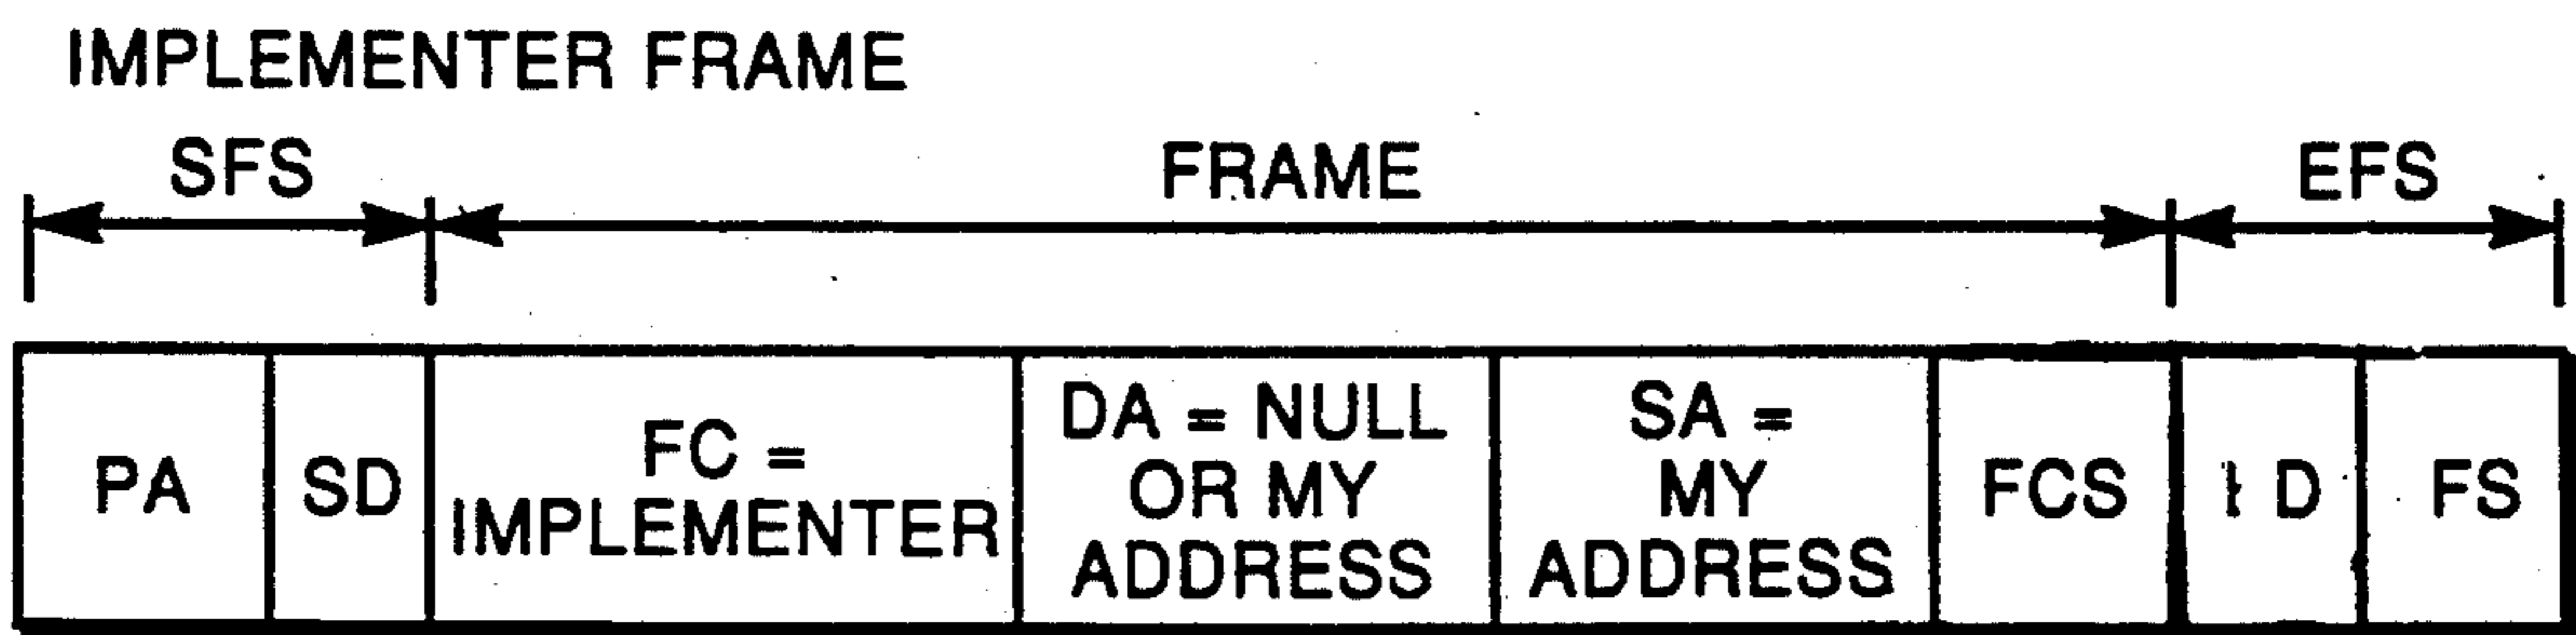 IMPLEMENTER FRAME
SFS FRAME EFS
PA SD FC = IMPLEMENTER DA = NULL OR MY ADDRESS SA = MY ADDRESS FCS D FS